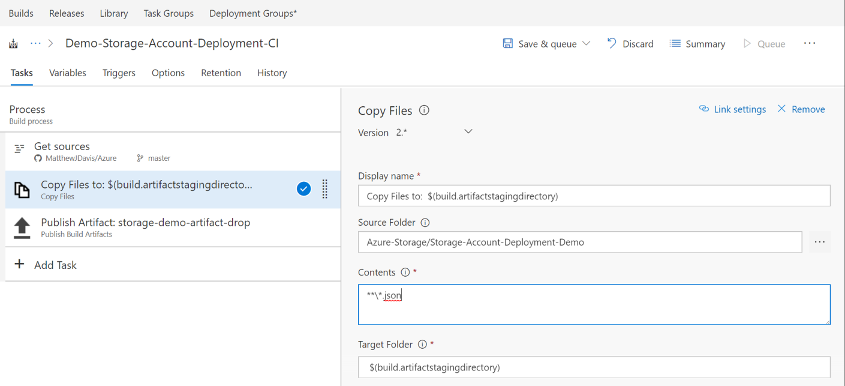 Builds Releases Library Task Groups Deployment Groups*
··· > Demo-Storage-Account-Deployment-CI
Save & queue Discard Summary Queue ···
Tasks Variables Triggers Options Retention History
Process
Build process
Get sources
MatthewJDavis/Azure master
Copy Files to: $(build.artifactstagingdirecto...
Copy Files
Publish Artifact: storage-demo-artifact-drop
Publish Build Artifacts
+ Add Task
Copy Files
Link settings Remove
Version 2.*
Display name *
Copy Files to: $(build.artifactstagingdirectory)
Source Folder
Azure-Storage/Storage-Account-Deployment-Demo
···
Contents *
**\*.json
Target Folder *
$(build.artifactstagingdirectory)